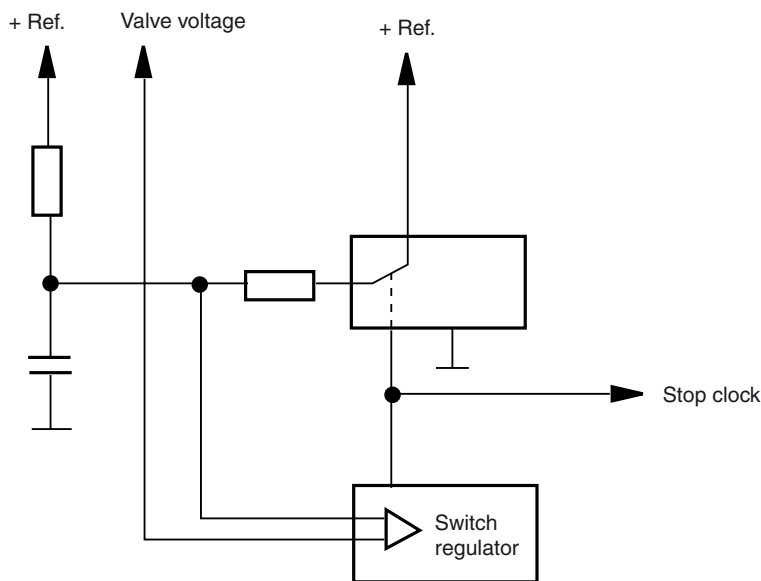 + Ref.
Valve voltage
+ Ref.
Stop clock
Switch
regulator